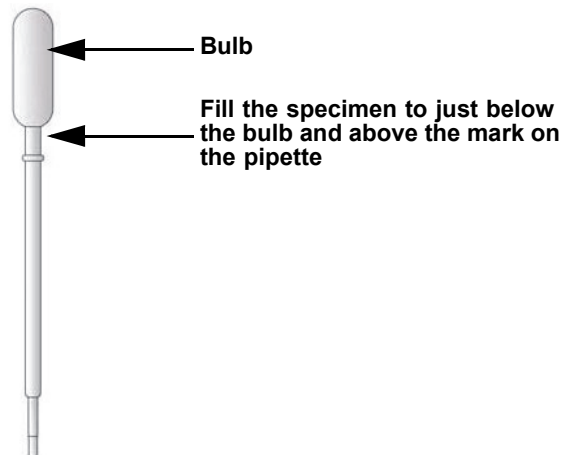 Bulb
Fill the specimen to just below
the bulb and above the mark on
the pipette